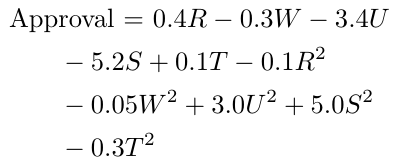 Approval = 0.4R − 0.3W − 3.4U
− 5.2S + 0.1T − 0.1R²
− 0.05W² + 3.0U² + 5.0S²
− 0.3T²